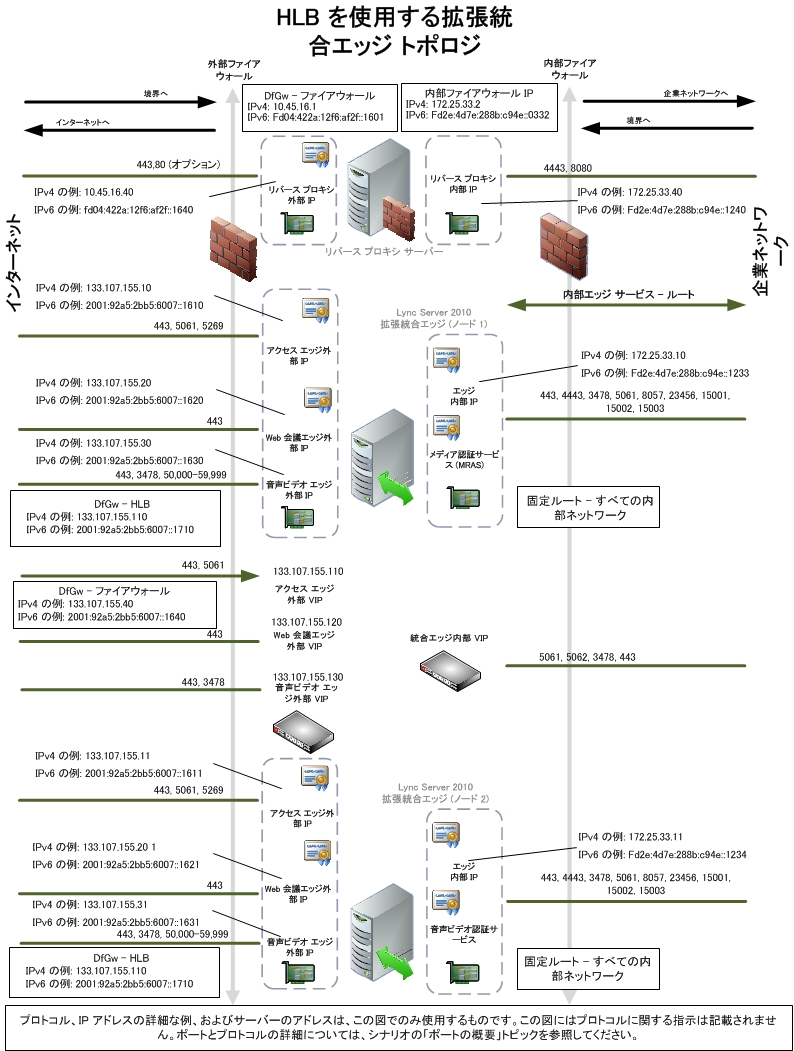 HLB を使用する拡張統
合エッジ トポロジ
外部ファイア
ウォール
内部ファイア
ウォール
境界へ
インターネットへ
DfGw – ファイアウォール
IPv4: 10.45.16.1
IPv6: Fd04:422a:12f6:af2f::1601
内部ファイアウォール IP
IPv4: 172.25.33.2
IPv6: Fd2e:4d7e:288b:c94e::0332
企業ネットワークへ
境界へ
443,80 (オプション)
4443, 8080
IPv4 の例: 10.45.16.40
IPv6 の例: fd04:422a:12f6:af2f::1640
リバース プロキシ
外部 IP
リバース プロキシ
内部 IP
IPv4 の例: 172.25.33.40
IPv6 の例: Fd2e:4d7e:288b:c94e::1240
リバース プロキシ サーバー
インターネット
企業ネットワ
ーク
IPv4 の例: 133.107.155.10
IPv6 の例: 2001:92a5:2bb5:6007::1610
443, 5061, 5269
アクセス エッジ外
部 IP
Lync Server 2010
拡張統合エッジ (ノード 1)
内部エッジ サービス – ルート
IPv4 の例: 133.107.155.20
IPv6 の例: 2001:92a5:2bb5:6007::1620
443
Web 会議エッジ外
部 IP
エッジ
内部 IP
IPv4 の例: 172.25.33.10
IPv6 の例: Fd2e:4d7e:288b:c94e::1233
443, 4443, 3478, 5061, 8057, 23456, 15001,
15002, 15003
IPv4 の例: 133.107.155.30
IPv6 の例: 2001:92a5:2bb5:6007::1630
443, 3478, 50,000–59,999
音声ビデオ エッジ
外部 IP
メディア認証サービ
ス (MRAS)
DfGw – HLB
IPv4 の例: 133.107.155.110
IPv6 の例: 2001:92a5:2bb5:6007::1710
固定ルート – すべての内
部ネットワーク
443, 5061
133.107.155.110
アクセス エッジ
外部 VIP
DfGw – ファイアウォール
IPv4 の例: 133.107.155.40
IPv6 の例: 2001:92a5:2bb5:6007::1640
443
133.107.155.120
Web 会議エッジ
外部 VIP
統合エッジ内部 VIP
5061, 5062, 3478, 443
443, 3478
133.107.155.130
音声ビデオ エッ
ジ外部 VIP
IPv4 の例: 133.107.155.11
IPv6 の例: 2001:92a5:2bb5:6007::1611
443, 5061, 5269
アクセス エッジ外
部 IP
Lync Server 2010
拡張統合エッジ (ノード 2)
IPv4 の例: 133.107.155.20 1
IPv6 の例: 2001:92a5:2bb5:6007::1621
443
Web 会議エッジ外
部 IP
エッジ
内部 IP
IPv4 の例: 172.25.33.11
IPv6 の例: Fd2e:4d7e:288b:c94e::1234
443, 4443, 3478, 5061, 8057, 23456, 15001,
15002, 15003
IPv4 の例: 133.107.155.31
IPv6 の例: 2001:92a5:2bb5:6007::1631
443, 3478, 50,000–59,999
音声ビデオ エッジ
外部 IP
音声ビデオ認証サ
ービス
DfGw – HLB
IPv4 の例: 133.107.155.110
IPv6 の例: 2001:92a5:2bb5:6007::1710
固定ルート – すべての内
部ネットワーク
プロトコル、IP アドレスの詳細な例、およびサーバーのアドレスは、この図でのみ使用するものです。この図にはプロトコルに関する指示は記載されませ
ん。ポートとプロトコルの詳細については、シナリオの「ポートの概要」トピックを参照してください。